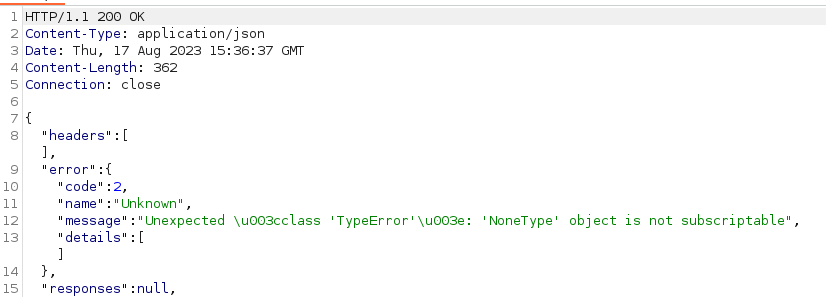 1 HTTP/1.1 200 OK
2 Content-Type: application/json
3 Date: Thu, 17 Aug 2023 15:36:37 GMT
4 Content-Length: 362
5 Connection: close
6
7 {
8 "headers":[
],
9 "error":{
10 "code":2,
11 "name":"Unknown",
12 "message":"Unexpected \u003cclass 'TypeError'\u003e: 'NoneType' object is not subscriptable",
13 "details":[
]
14 },
15 "responses":null,